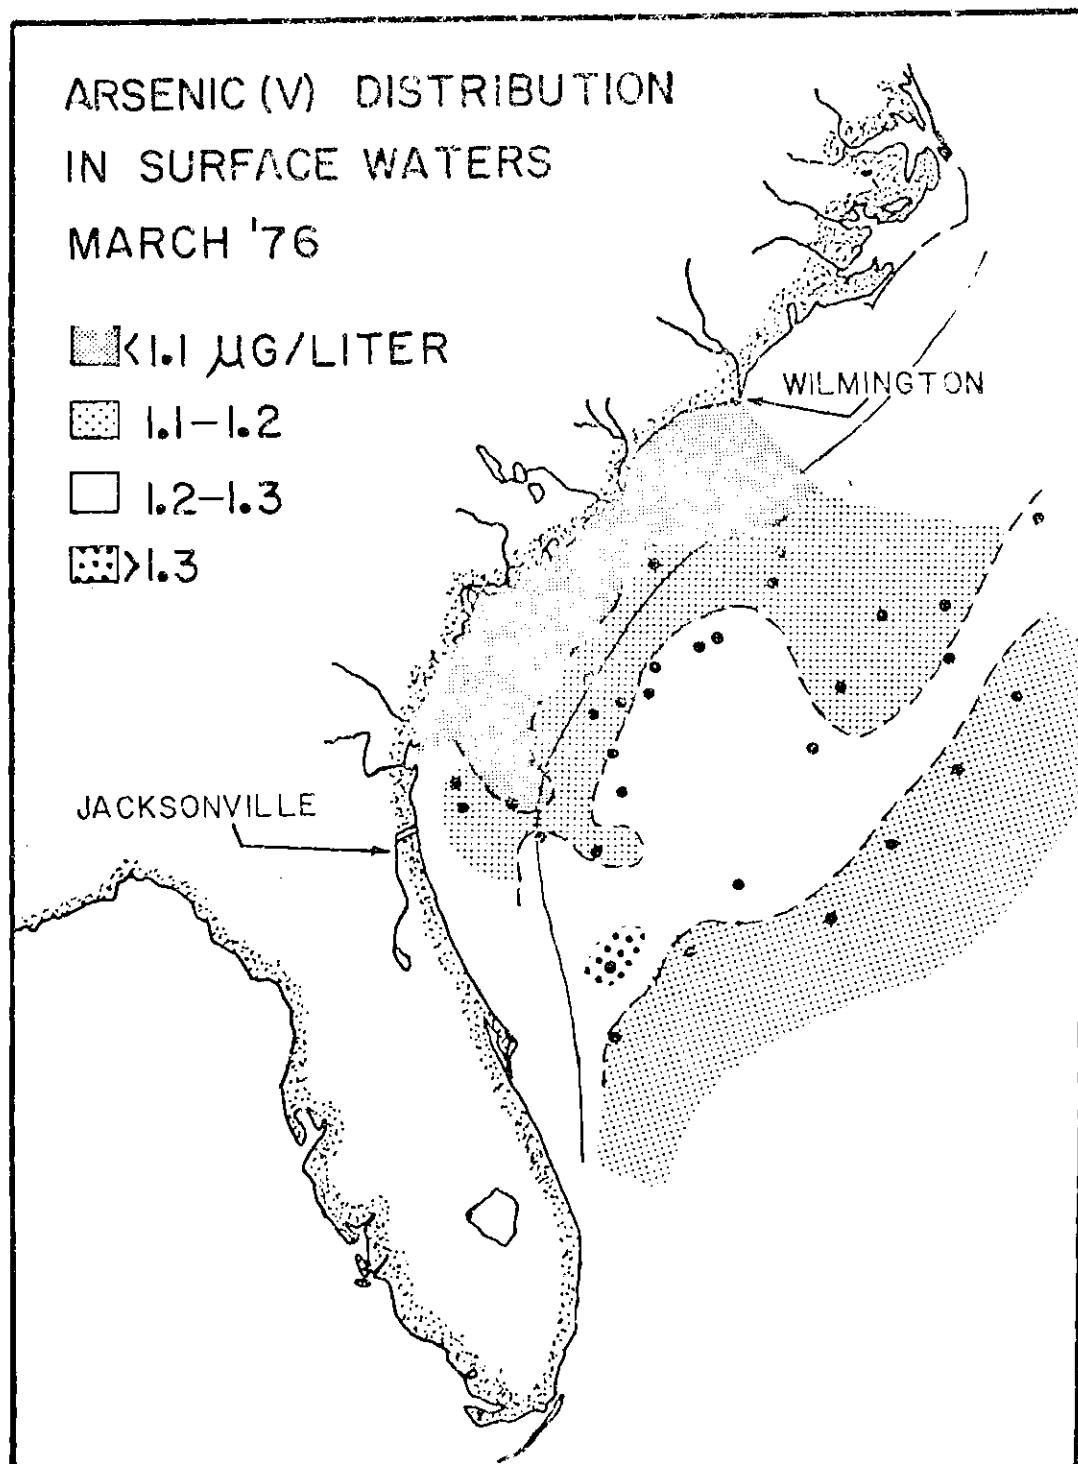 ARSENIC (V) DISTRIBUTION
IN SURFACE WATERS
MARCH '76
<1.1 μG/LITER
1.1-1.2
1.2-1.3
>1.3
WILMINGTON
JACKSONVILLE